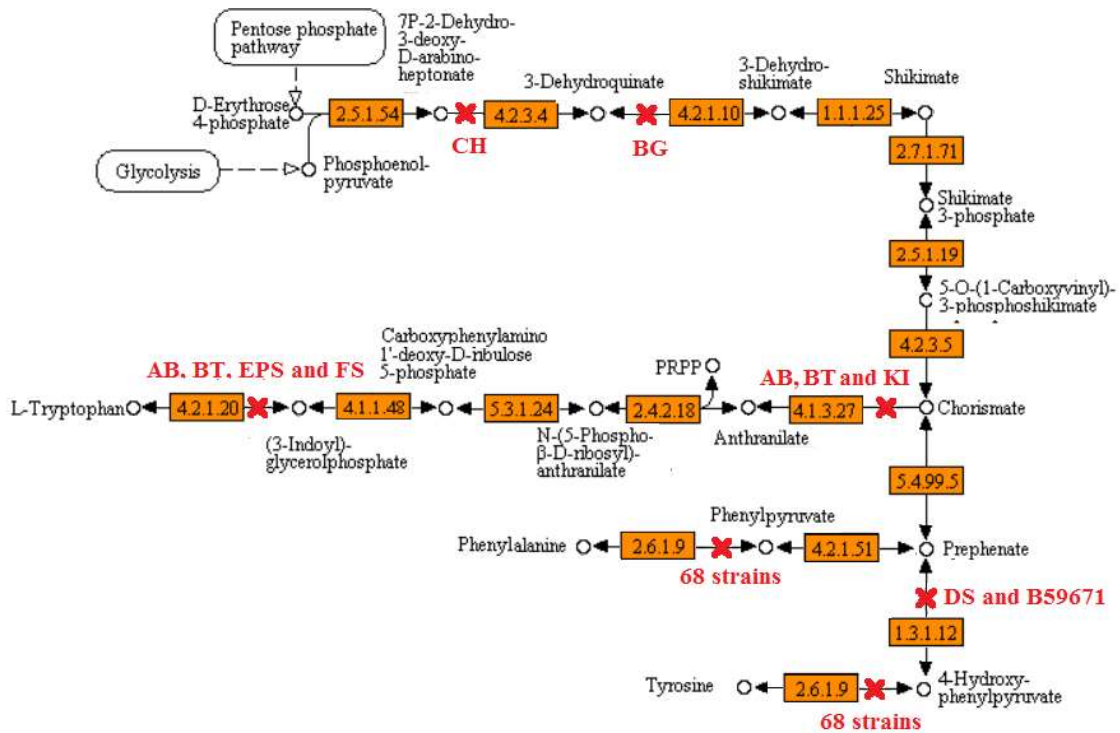 Pentose phosphate
pathway
7P-2-Dehydro-
3-deoxy-
D-arabino-
heptonate
3-Dehydroquinate
3-Dehydro-
shikimate
Shikimate
D-Erythrose
4-phosphate
2.5.1.54
4.2.3.4
4.2.1.10
1.1.1.25
CH
BG
Glycolysis
Phosphoenol-
pyruvate
2.7.1.71
Shikimate
3-phosphate
2.5.1.19
5-O-(1-Carboxyvinyl)-
3-phosphoshikimate
4.2.3.5
Carboxyphenylamino
1'-deoxy-D-ribulose
5-phosphate
AB, BT, EPS and FS
PRPP
AB, BT and KI
L-Tryptophan
4.2.1.20
4.1.1.48
5.3.1.24
2.4.2.18
4.1.3.27
Chorismate
(3-Indoyl)-
glycerolphosphate
N-(5-Phospho-
β-D-ribosyl)-
anthranilate
Anthranilate
5.4.99.5
Phenylalanine
2.6.1.9
Phenylpyruvate
4.2.1.51
Prephenate
68 strains
DS and B59671
1.3.1.12
Tyrosine
2.6.1.9
4-Hydroxy-
phenylpyruvate
68 strains